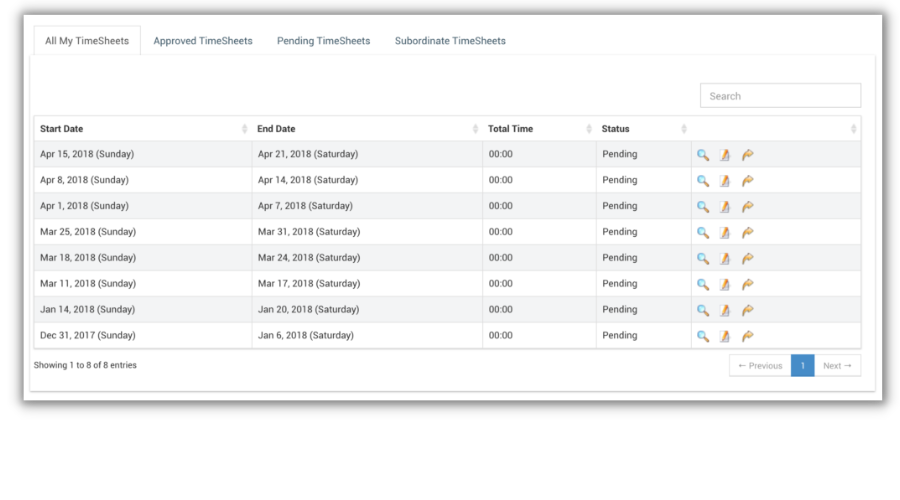 All My TimeSheets Approved TimeSheets Pending TimeSheets Subordinate TimeSheets
Search
Start Date End Date Total Time Status
Apr 15, 2018 (Sunday) Apr 21, 2018 (Saturday) 00:00 Pending
Apr 8, 2018 (Sunday) Apr 14, 2018 (Saturday) 00:00 Pending
Apr 1, 2018 (Sunday) Apr 7, 2018 (Saturday) 00:00 Pending
Mar 25, 2018 (Sunday) Mar 31, 2018 (Saturday) 00:00 Pending
Mar 18, 2018 (Sunday) Mar 24, 2018 (Saturday) 00:00 Pending
Mar 11, 2018 (Sunday) Mar 17, 2018 (Saturday) 00:00 Pending
Jan 14, 2018 (Sunday) Jan 20, 2018 (Saturday) 00:00 Pending
Dec 31, 2017 (Sunday) Jan 6, 2018 (Saturday) 00:00 Pending
Showing 1 to 8 of 8 entries ← Previous 1 Next →